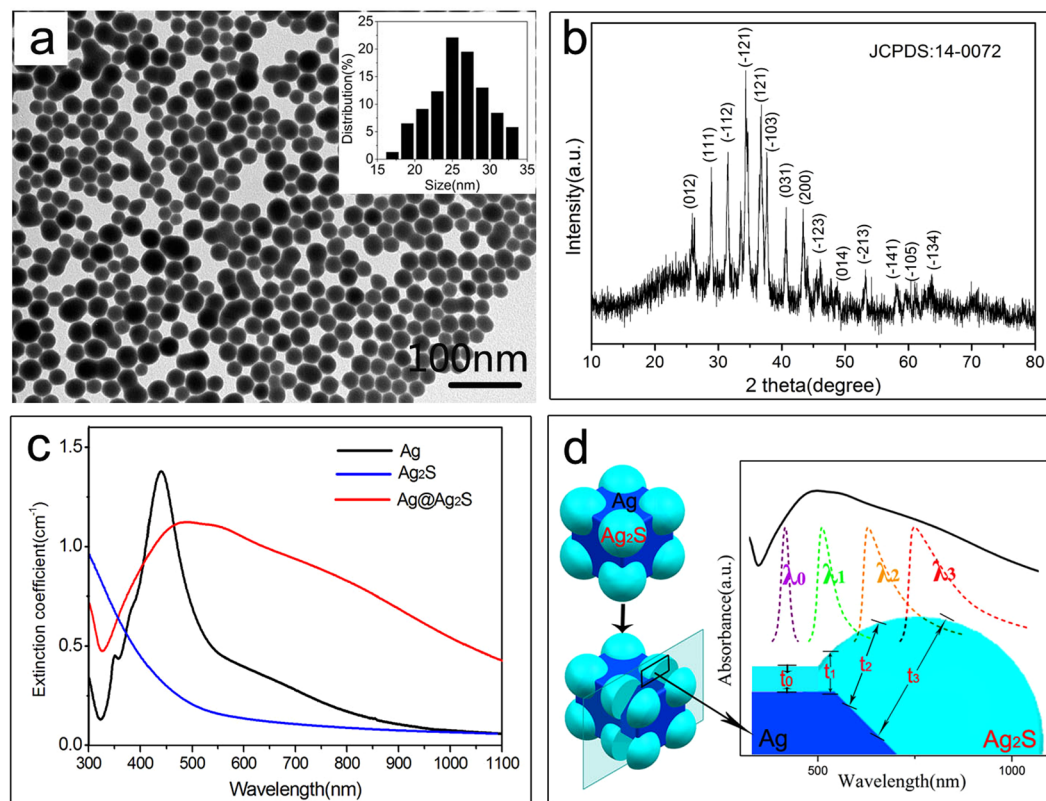 a
Distribution(%)
25
20
15
10
5
0
15 20 25 30 35
Size(nm)
100nm
b
JCPDS:14-0072
Intensity(a.u.)
(012)
(111)
(-112)
(-121)
(121)
(-103)
(031)
(200)
(-123)
(014)
(-213)
(-141)
(-105)
(-134)
10 20 30 40 50 60 70 80
2 theta(degree)
c
Extinction coefficient(cm⁻¹)
1.5
1.0
0.5
0.0
Ag
Ag₂S
Ag@Ag₂S
300 400 500 600 700 800 900 1000 1100
Wavelength(nm)
d
Ag
Ag₂S
Absorbance(a.u.)
λ0 λ1 λ2 λ3
t₀ t₁ t₂ t₃
Ag
Ag₂S
500 1000
Wavelength(nm)